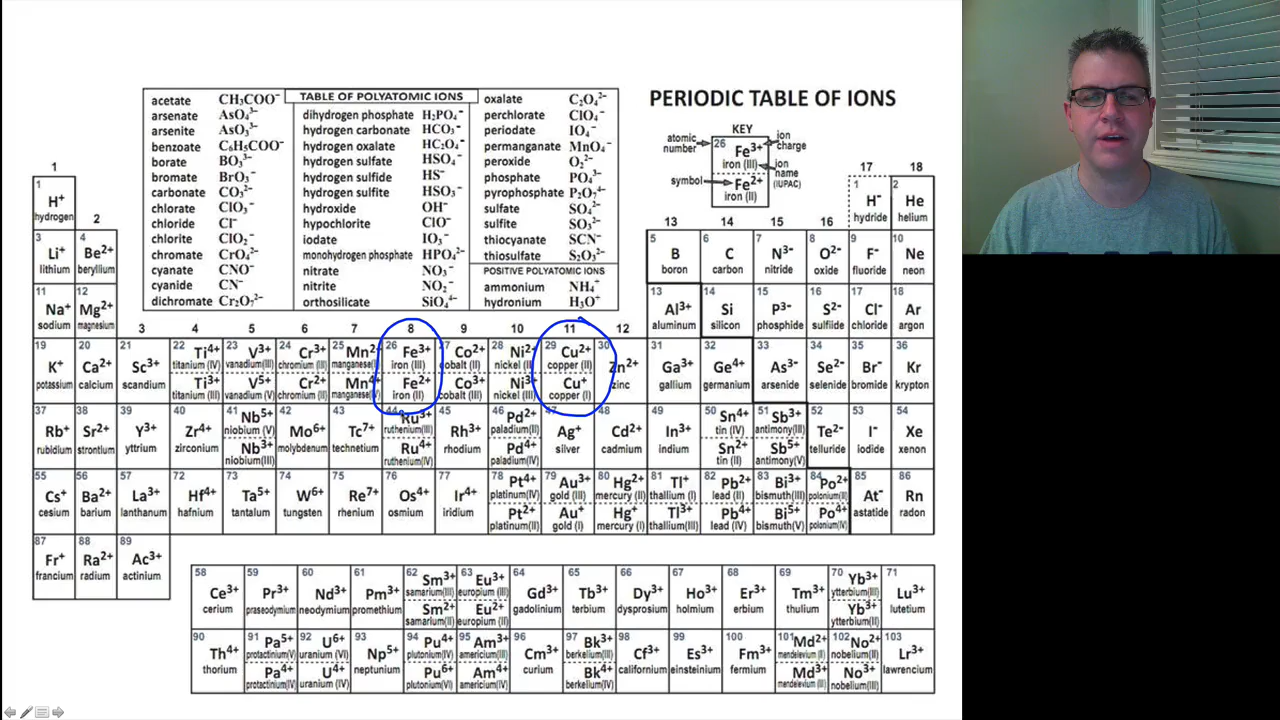 PERIODIC TABLE OF IONS
TABLE OF POLYATOMIC IONS
acetate CH₃COO⁻
arsenate AsO₄³⁻
arsenite AsO₃³⁻
benzoate C₆H₅COO⁻
borate BO₃³⁻
bromate BrO₃⁻
carbonate CO₃²⁻
chlorate ClO₃⁻
chloride Cl⁻
chlorite ClO₂⁻
chromate CrO₄²⁻
cyanate CNO⁻
cyanide CN⁻
dichromate Cr₂O₇²⁻
dihydrogen phosphate H₂PO₄⁻
hydrogen carbonate HCO₃⁻
hydrogen oxalate HC₂O₄⁻
hydrogen sulfate HSO₄⁻
hydrogen sulfide HS⁻
hydrogen sulfite HSO₃⁻
hydroxide OH⁻
hypochlorite ClO⁻
iodate IO₃⁻
monohydrogen phosphate HPO₄²⁻
nitrate NO₃⁻
nitrite NO₂⁻
orthosilicate SiO₄⁴⁻
oxalate C₂O₄²⁻
perchlorate ClO₄⁻
periodate IO₄⁻
permanganate MnO₄⁻
peroxide O₂²⁻
phosphate PO₄³⁻
pyrophosphate P₂O₇⁴⁻
sulfate SO₄²⁻
sulfite SO₃²⁻
thiocyanate SCN⁻
thiosulfate S₂O₃²⁻
POSITIVE POLYATOMIC IONS
ammonium NH₄⁺
hydronium H₃O⁺
KEY
atomic number
ion charge
26 Fe³⁺
iron (III)
ion name (IUPAC)
symbol
Fe²⁺
iron (II)
1 17 18
1 H⁺ hydrogen
H⁻ hydride
2 He helium
2 13 14 15 16
3 Li⁺ lithium
4 Be²⁺ beryllium
5 B boron
6 C carbon
7 N³⁻ nitride
8 O²⁻ oxide
9 F⁻ fluoride
10 Ne neon
11 Na⁺ sodium
12 Mg²⁺ magnesium
13 Al³⁺ aluminum
14 Si silicon
15 P³⁻ phosphide
16 S²⁻ sulfiide
17 Cl⁻ chloride
18 Ar argon
3 4 5 6 7 8 9 10 11 12
19 K⁺ potassium
20 Ca²⁺ calcium
21 Sc³⁺ scandium
22 Ti⁴⁺ titanium (IV) Ti³⁺ titanium (III)
23 V³⁺ vanadium(III) V⁵⁺ vanadium(V)
24 Cr³⁺ chromium (III) Cr²⁺ chromium (II)
25 Mn²⁺ manganese Mn⁴⁺ manganese
26 Fe³⁺ iron (III) Fe²⁺ iron (II)
27 Co²⁺ cobalt (II) Co³⁺ cobalt (III)
28 Ni²⁺ nickel (II) Ni³⁺ nickel (III)
29 Cu²⁺ copper (II) Cu⁺ copper (I)
30 Zn²⁺ zinc
31 Ga³⁺ gallium
32 Ge⁴⁺ germanium
33 As³⁻ arsenide
34 Se²⁻ selenide
35 Br⁻ bromide
36 Kr krypton
37 Rb⁺ rubidium
38 Sr²⁺ strontium
39 Y³⁺ yttrium
40 Zr⁴⁺ zirconium
41 Nb⁵⁺ niobium (V) Nb³⁺ niobium(III)
42 Mo⁶⁺ molybdenum
43 Tc⁷⁺ technetium
44 Ru³⁺ ruthenium(III) Ru⁴⁺ ruthenium(IV)
45 Rh³⁺ rhodium
46 Pd²⁺ paladium(II) Pd⁴⁺ paladium(IV)
47 Ag⁺ silver
48 Cd²⁺ cadmium
49 In³⁺ indium
50 Sn⁴⁺ tin (IV) Sn²⁺ tin (II)
51 Sb³⁺ antimony(III) Sb⁵⁺ antimony(V)
52 Te²⁻ telluride
53 I⁻ iodide
54 Xe xenon
55 Cs⁺ cesium
56 Ba²⁺ barium
57 La³⁺ lanthanum
72 Hf⁴⁺ hafnium
73 Ta⁵⁺ tantalum
74 W⁶⁺ tungsten
75 Re⁷⁺ rhenium
76 Os⁴⁺ osmium
77 Ir⁴⁺ iridium
78 Pt⁴⁺ platinum(IV) Pt²⁺ platinum(II)
79 Au³⁺ gold (III) Au⁺ gold (I)
80 Hg²⁺ mercury (II) Hg⁺ mercury (I)
81 Tl⁺ thallium (I) Tl³⁺ thallium(III)
82 Pb²⁺ lead (II) Pb⁴⁺ lead (IV)
83 Bi³⁺ bismuth(III) Bi⁵⁺ bismuth(V)
84 Po²⁺ polonium(II) Po⁴⁺ polonium(IV)
85 At⁻ astatide
86 Rn radon
87 Fr⁺ francium
88 Ra²⁺ radium
89 Ac³⁺ actinium
58 Ce³⁺ cerium
59 Pr³⁺ praseodymium
60 Nd³⁺ neodymium
61 Pm³⁺ promethium
62 Sm³⁺ samarium(III) Sm²⁺ samarium(II)
63 Eu³⁺ europium (III) Eu²⁺ europium (II)
64 Gd³⁺ gadolinium
65 Tb³⁺ terbium
66 Dy³⁺ dysprosium
67 Ho³⁺ holmium
68 Er³⁺ erbium
69 Tm³⁺ thulium
70 Yb³⁺ ytterbium(III) Yb³⁺ ytterbium(II)
71 Lu³⁺ lutetium
90 Th⁴⁺ thorium
91 Pa⁵⁺ protactinium(V) Pa⁴⁺ protactinium(IV)
92 U⁶⁺ uranium (VI) U⁴⁺ uranium (IV)
93 Np⁵⁺ neptunium
94 Pu⁴⁺ plutonium(IV) Pu⁶⁺ plutonium(VI)
95 Am³⁺ americium(III) Am⁴⁺ americium(IV)
96 Cm³⁺ curium
97 Bk³⁺ berkelium(III) Bk⁴⁺ berkelium(IV)
98 Cf³⁺ californium
99 Es³⁺ einsteinium
100 Fm³⁺ fermium
101 Md²⁺ mendelevium Md³⁺ mendelevium
102 No²⁺ nobelium(II) No³⁺ nobelium(III)
103 Lr³⁺ lawrencium